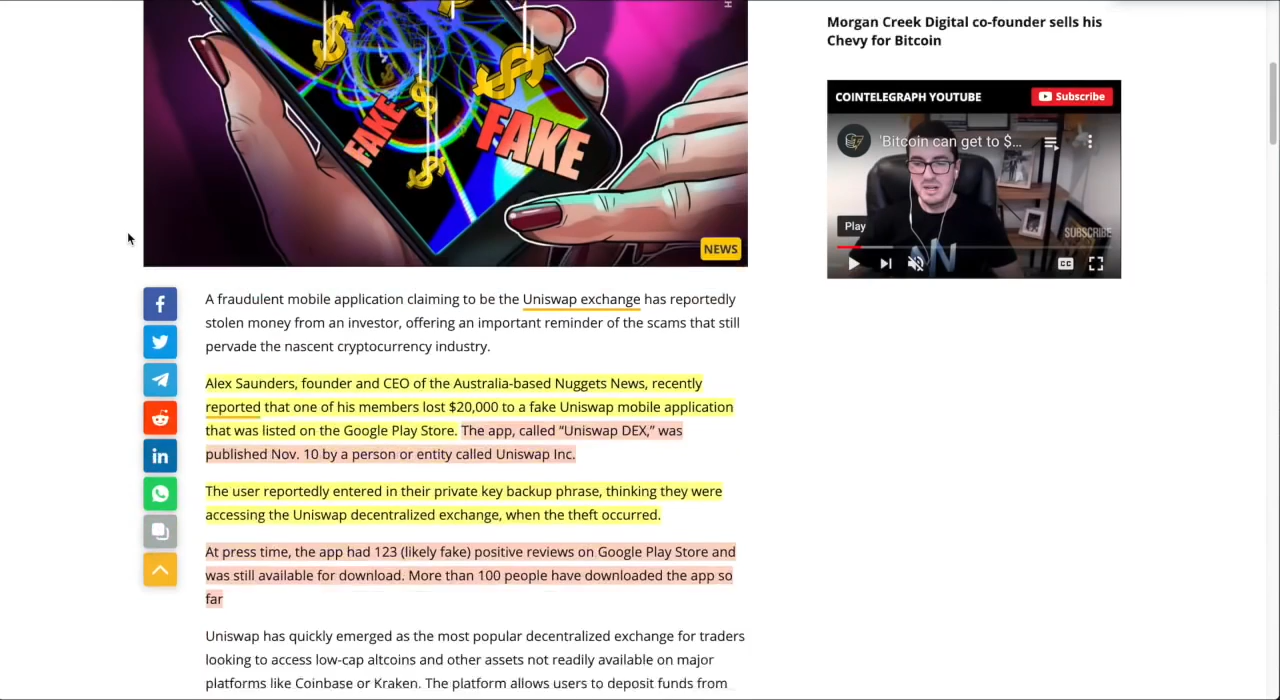 FAKE
FAKE
NEWS
A fraudulent mobile application claiming to be the Uniswap exchange has reportedly
stolen money from an investor, offering an important reminder of the scams that still
pervade the nascent cryptocurrency industry.
Alex Saunders, founder and CEO of the Australia-based Nuggets News, recently
reported that one of his members lost $20,000 to a fake Uniswap mobile application
that was listed on the Google Play Store. The app, called “Uniswap DEX,” was
published Nov. 10 by a person or entity called Uniswap Inc.
The user reportedly entered in their private key backup phrase, thinking they were
accessing the Uniswap decentralized exchange, when the theft occurred.
At press time, the app had 123 (likely fake) positive reviews on Google Play Store and
was still available for download. More than 100 people have downloaded the app so
far
Uniswap has quickly emerged as the most popular decentralized exchange for traders
looking to access low-cap altcoins and other assets not readily available on major
platforms like Coinbase or Kraken. The platform allows users to deposit funds from
Morgan Creek Digital co-founder sells his
Chevy for Bitcoin
COINTELEGRAPH YOUTUBE
Subscribe
'Bitcoin can get to $...
Play
SUBSCRIBE
CC